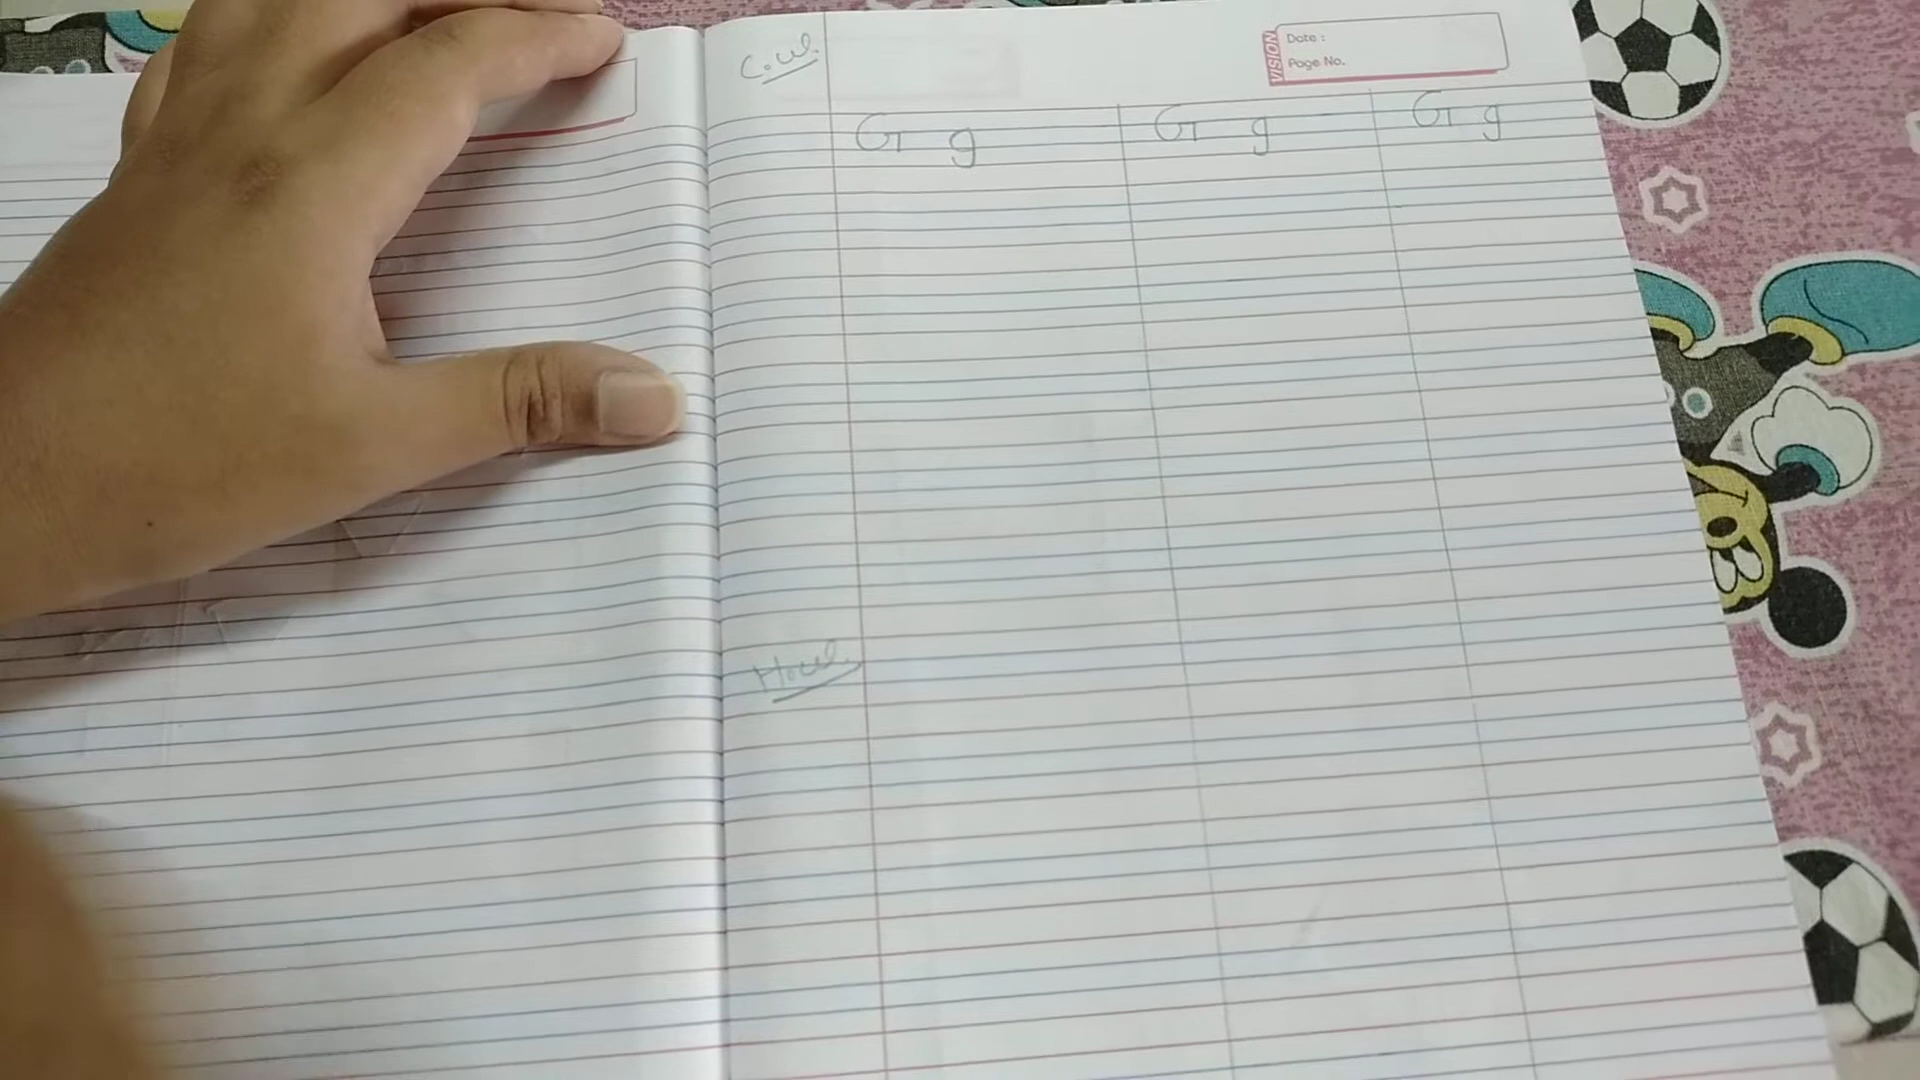 C.W.
VISION
Date :
Page No.
G g G g G g
H.W.